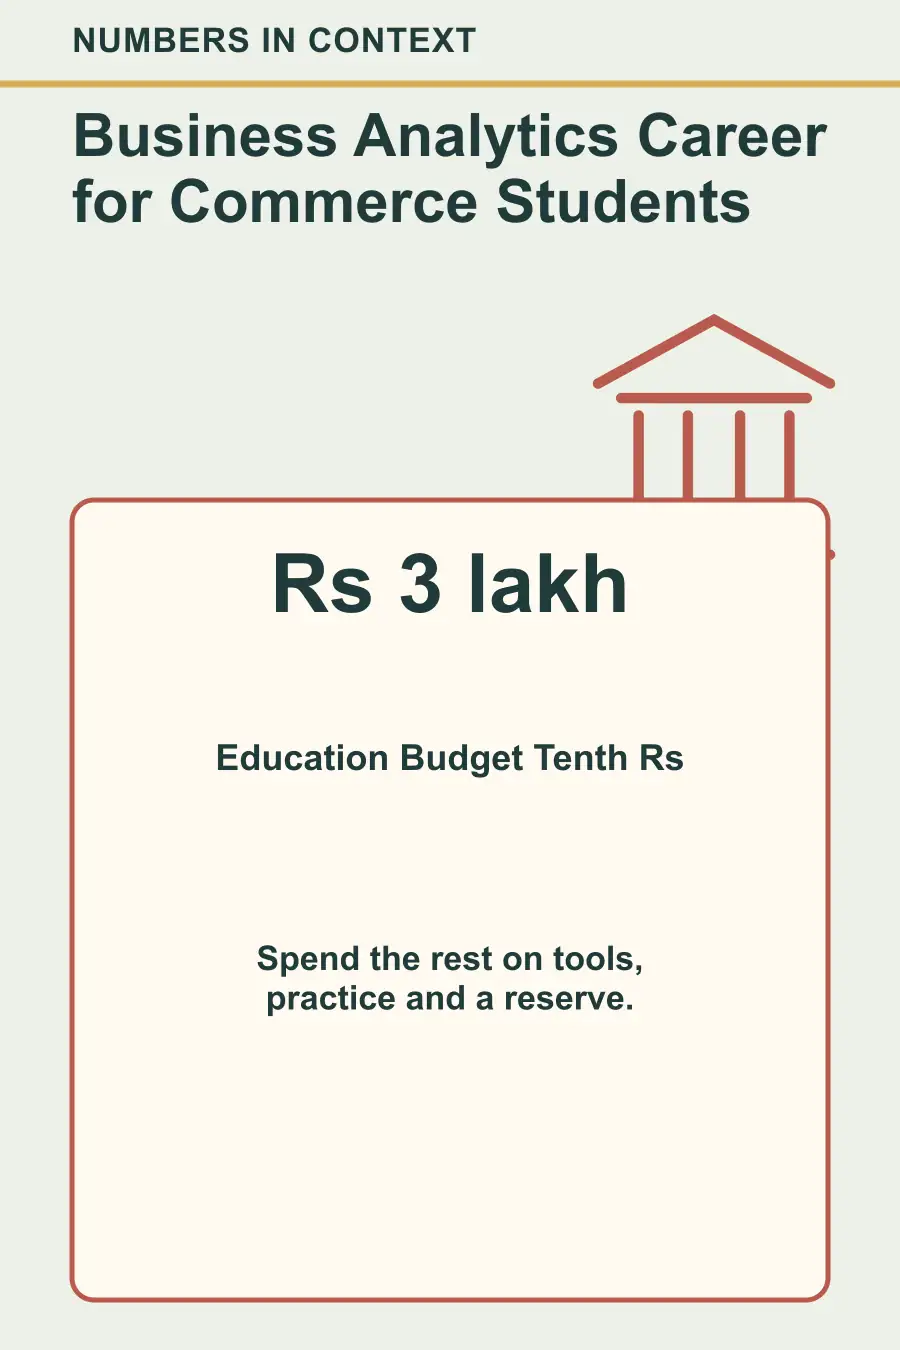 NUMBERS IN CONTEXT
Business Analytics Career
for Commerce Students
Rs 3 lakh
Education Budget Tenth Rs
Spend the rest on tools,
practice and a reserve.